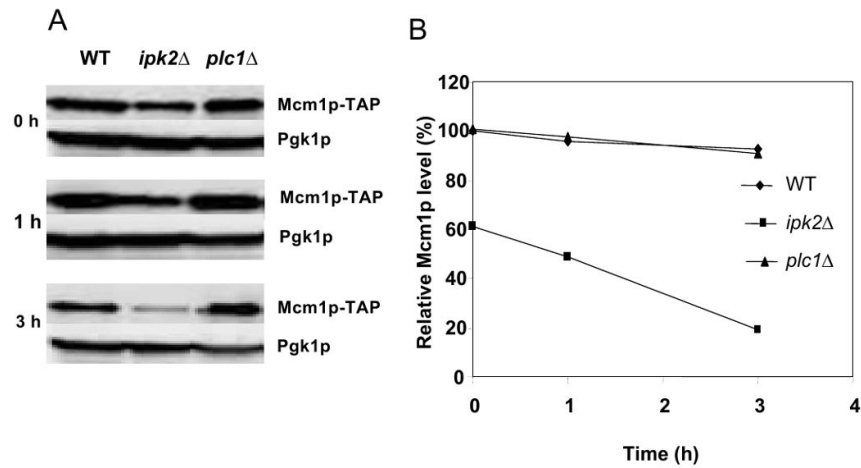 A
WT ipk2Δ plc1Δ
0 h
Mcm1p-TAP
Pgk1p
1 h
Mcm1p-TAP
Pgk1p
3 h
Mcm1p-TAP
Pgk1p
B
Relative Mcm1p level (%)
120
100
80
60
40
20
0
0 1 2 3 4
Time (h)
WT
ipk2Δ
plc1Δ